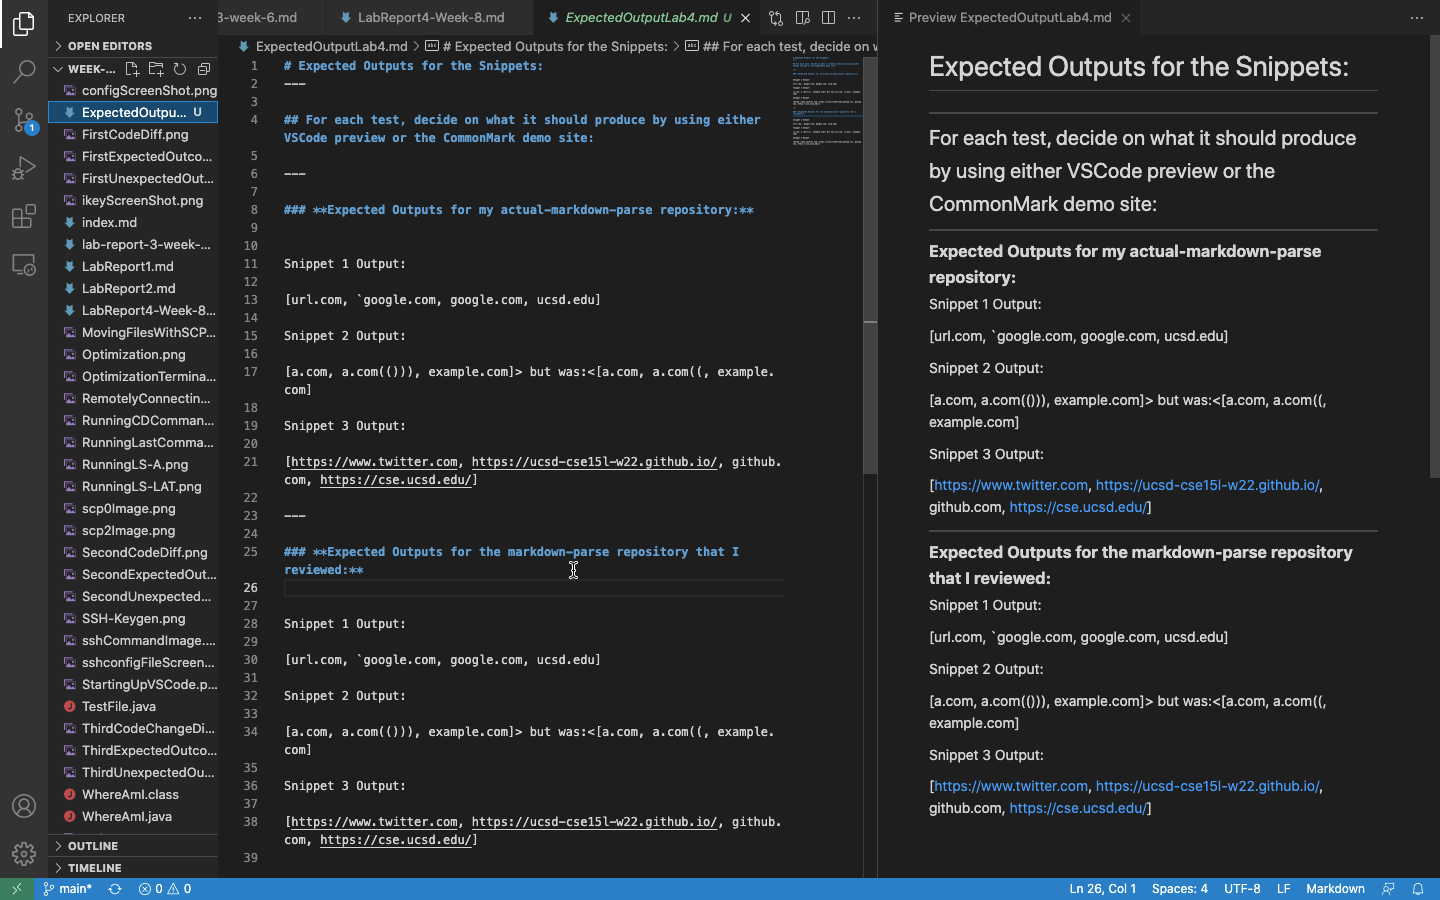 EXPLORER
OPEN EDITORS
WEEK-...
configScreenShot.png
ExpectedOutpu... U
FirstCodeDiff.png
FirstExpectedOutco...
FirstUnexpectedOut...
ikeyScreenShot.png
index.md
lab-report-3-week-...
LabReport1.md
LabReport2.md
LabReport4-Week-8...
MovingFilesWithSCP...
Optimization.png
OptimizationTermina...
RemotelyConnectin...
RunningCDComman...
RunningLastComma...
RunningLS-A.png
RunningLS-LAT.png
scp0Image.png
scp2Image.png
SecondCodeDiff.png
SecondExpectedOut...
SecondUnexpected...
SSH-Keygen.png
sshCommandImage....
sshconfigFileScreen...
StartingUpVSCode.p...
TestFile.java
ThirdCodeChangeDi...
ThirdExpectedOutco...
ThirdUnexpectedOu...
WhereAmI.class
WhereAmI.java
OUTLINE
TIMELINE
1
3-week-6.md
LabReport4-Week-8.md
ExpectedOutputLab4.md U
ExpectedOutputLab4.md > # Expected Outputs for the Snippets: > ## For each test, decide on w
1 # Expected Outputs for the Snippets:
2 ---
3
4 ## For each test, decide on what it should produce by using either
VSCode preview or the CommonMark demo site:
5
6 ---
7
8 ### **Expected Outputs for my actual-markdown-parse repository:**
9
10
11 Snippet 1 Output:
12
13 [url.com, `google.com, google.com, ucsd.edu]
14
15 Snippet 2 Output:
16
17 [a.com, a.com(())), example.com]> but was:<[a.com, a.com((, example.
com]
18
19 Snippet 3 Output:
20
21 [https://www.twitter.com, https://ucsd-cse15l-w22.github.io/, github.
com, https://cse.ucsd.edu/]
22
23 ---
24
25 ### **Expected Outputs for the markdown-parse repository that I
reviewed:**
26
27
28 Snippet 1 Output:
29
30 [url.com, `google.com, google.com, ucsd.edu]
31
32 Snippet 2 Output:
33
34 [a.com, a.com(())), example.com]> but was:<[a.com, a.com((, example.
com]
35
36 Snippet 3 Output:
37
38 [https://www.twitter.com, https://ucsd-cse15l-w22.github.io/, github.
com, https://cse.ucsd.edu/]
39
Preview ExpectedOutputLab4.md
Expected Outputs for the Snippets:
For each test, decide on what it should produce
by using either VSCode preview or the
CommonMark demo site:
Expected Outputs for my actual-markdown-parse
repository:
Snippet 1 Output:
[url.com, `google.com, google.com, ucsd.edu]
Snippet 2 Output:
[a.com, a.com(())), example.com]> but was:<[a.com, a.com((,
example.com]
Snippet 3 Output:
[https://www.twitter.com, https://ucsd-cse15l-w22.github.io/,
github.com, https://cse.ucsd.edu/]
Expected Outputs for the markdown-parse repository
that I reviewed:
Snippet 1 Output:
[url.com, `google.com, google.com, ucsd.edu]
Snippet 2 Output:
[a.com, a.com(())), example.com]> but was:<[a.com, a.com((,
example.com]
Snippet 3 Output:
[https://www.twitter.com, https://ucsd-cse15l-w22.github.io/,
github.com, https://cse.ucsd.edu/]
main* 0 0 Ln 26, Col 1 Spaces: 4 UTF-8 LF Markdown